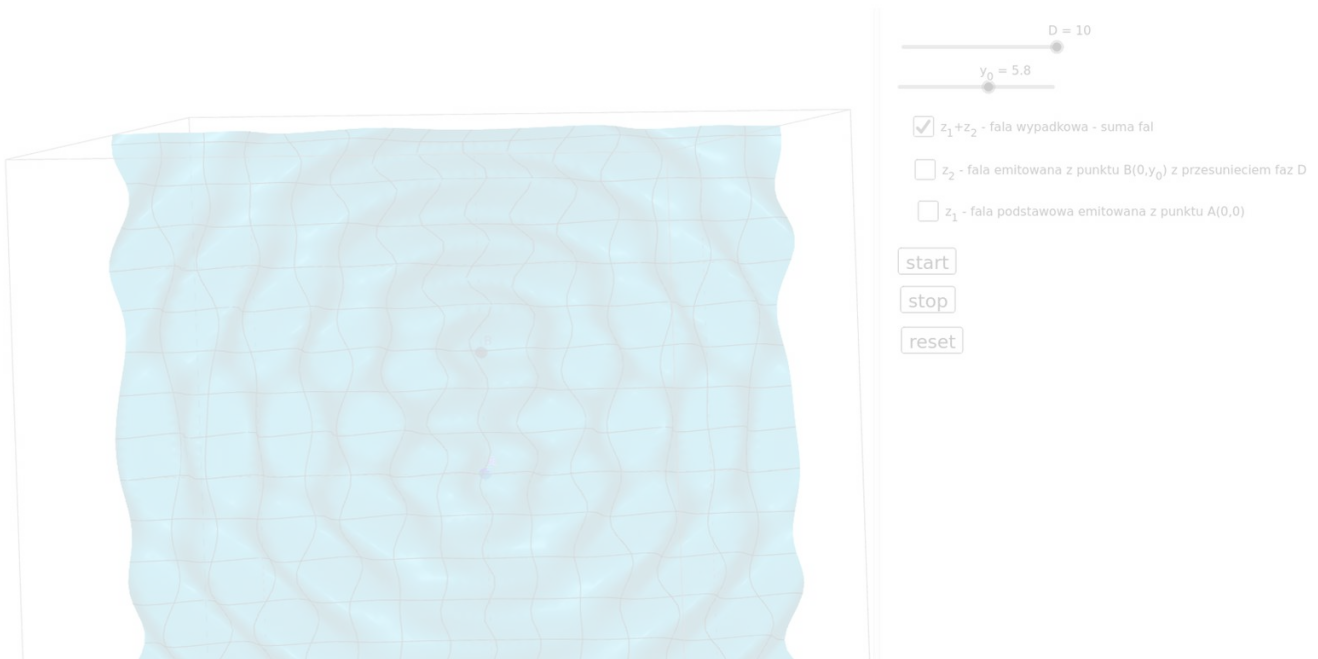 D = 10
y₀ = 5.8
z₁+z₂ - fala wypadkowa - suma fal
z₂ - fala emitowana z punktu B(0,y₀) z przesunieciem faz D
z₁ - fala podstawowa emitowana z punktu A(0,0)
start
stop
reset